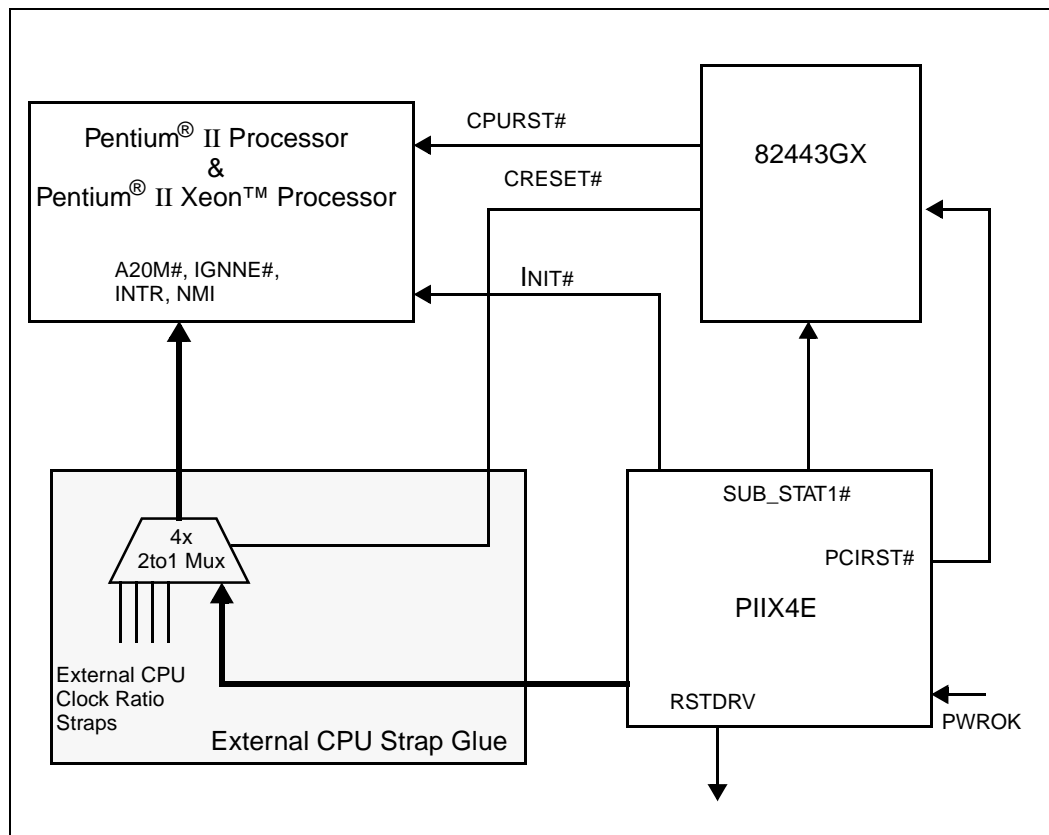 Pentium® II Processor
&
Pentium® II Xeon™ Processor
A20M#, IGNNE#,
INTR, NMI
CPURST#
CRESET#
INIT#
82443GX
4x
2to1 Mux
External CPU
Clock Ratio
Straps
External CPU Strap Glue
SUB_STAT1#
PCIRST#
PIIX4E
RSTDRV
PWROK